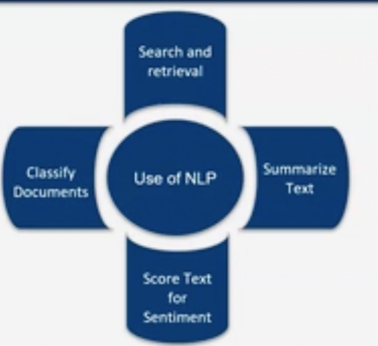 Search and
retrieval
Classify
Documents
Use of NLP
Summarize
Text
Score Text
for
Sentiment